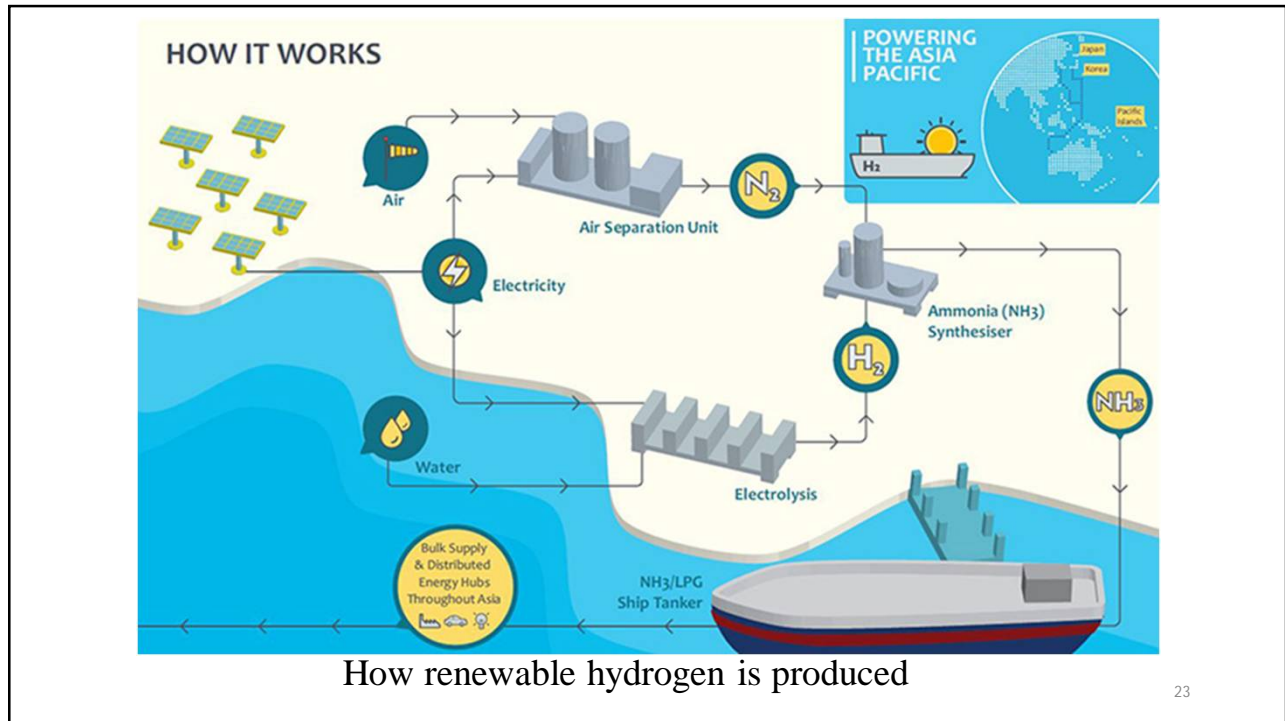 HOW IT WORKS
POWERING
THE ASIA
PACIFIC
Japan
Korea
Pacific
Islands
H2
Air
Air Separation Unit
N2
Electricity
Ammonia (NH3)
Synthesiser
H2
NH3
Water
Electrolysis
Bulk Supply
& Distributed
Energy Hubs
Throughout Asia
NH3/LPG
Ship Tanker
How renewable hydrogen is produced
23